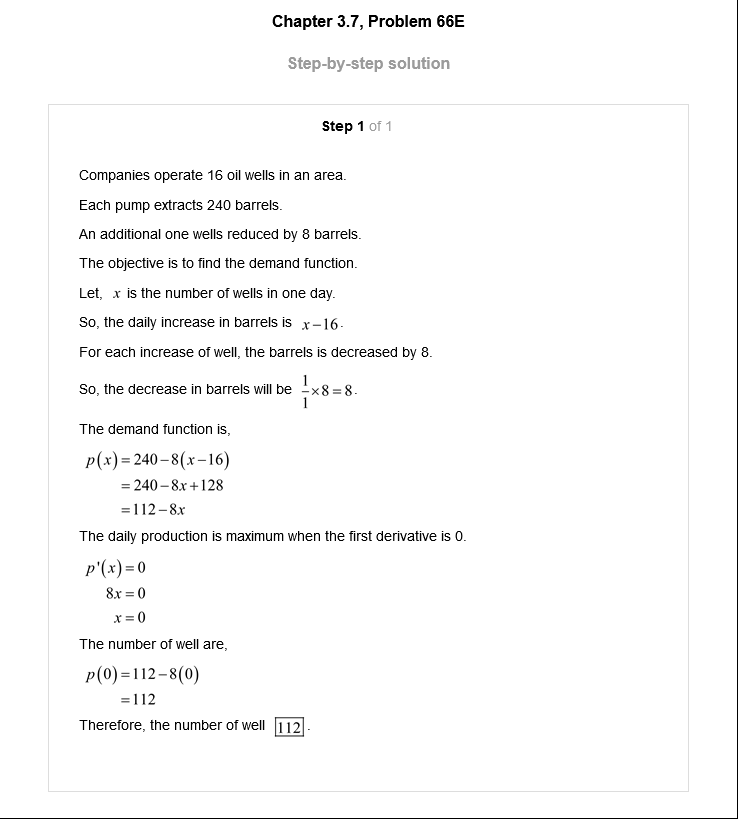 Chapter 3.7, Problem 66E
Step-by-step solution
Step 1 of 1
Companies operate 16 oil wells in an area.
Each pump extracts 240 barrels.
An additional one wells reduced by 8 barrels.
The objective is to find the demand function.
Let, x is the number of wells in one day.
So, the daily increase in barrels is x−16.
For each increase of well, the barrels is decreased by 8.
So, the decrease in barrels will be 1/1×8=8.
The demand function is,
p(x)=240−8(x−16)
=240−8x+128
=112−8x
The daily production is maximum when the first derivative is 0.
p'(x)=0
8x=0
x=0
The number of well are,
p(0)=112−8(0)
=112
Therefore, the number of well 112.